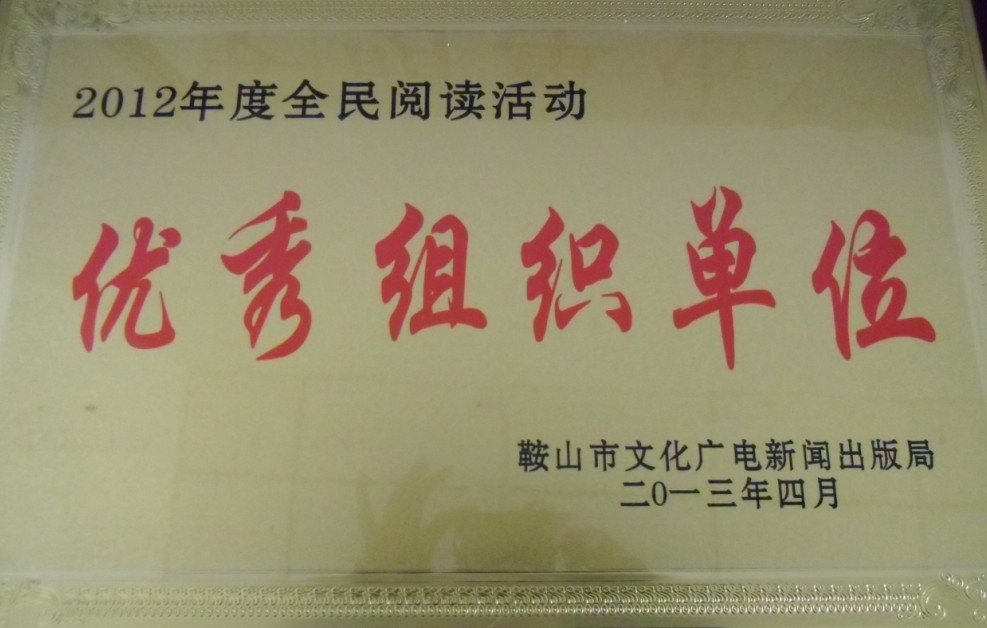 2012年度全民阅读活动
优秀组织单位
鞍山市文化广电新闻出版局
二0一三年四月